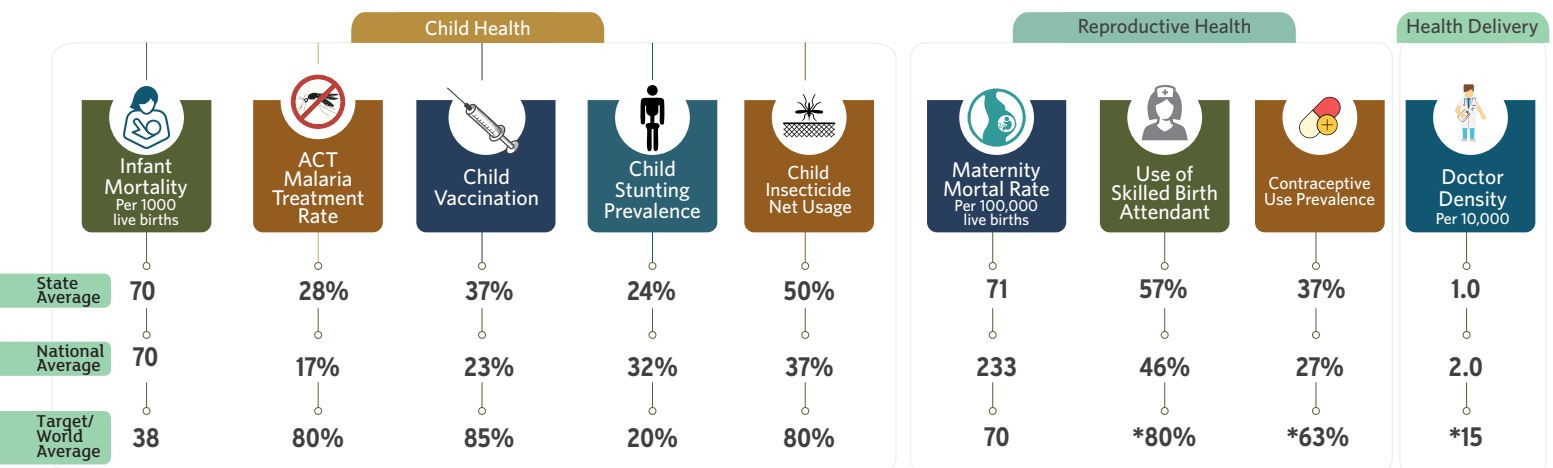 Child Health
Reproductive Health
Health Delivery
Infant
Mortality
Per 1000
live births
ACT
Malaria
Treatment
Rate
Child
Vaccination
Child
Stunting
Prevalence
Child
Insecticide
Net Usage
Maternity
Mortal Rate
Per 100,000
live births
Use of
Skilled Birth
Attendant
Contraceptive
Use Prevalence
Doctor
Density
Per 10,000
State
Average
70
28%
37%
24%
50%
71
57%
37%
1.0
National
Average
70
17%
23%
32%
37%
233
46%
27%
2.0
Target/
World
Average
38
80%
85%
20%
80%
70
*80%
*63%
*15